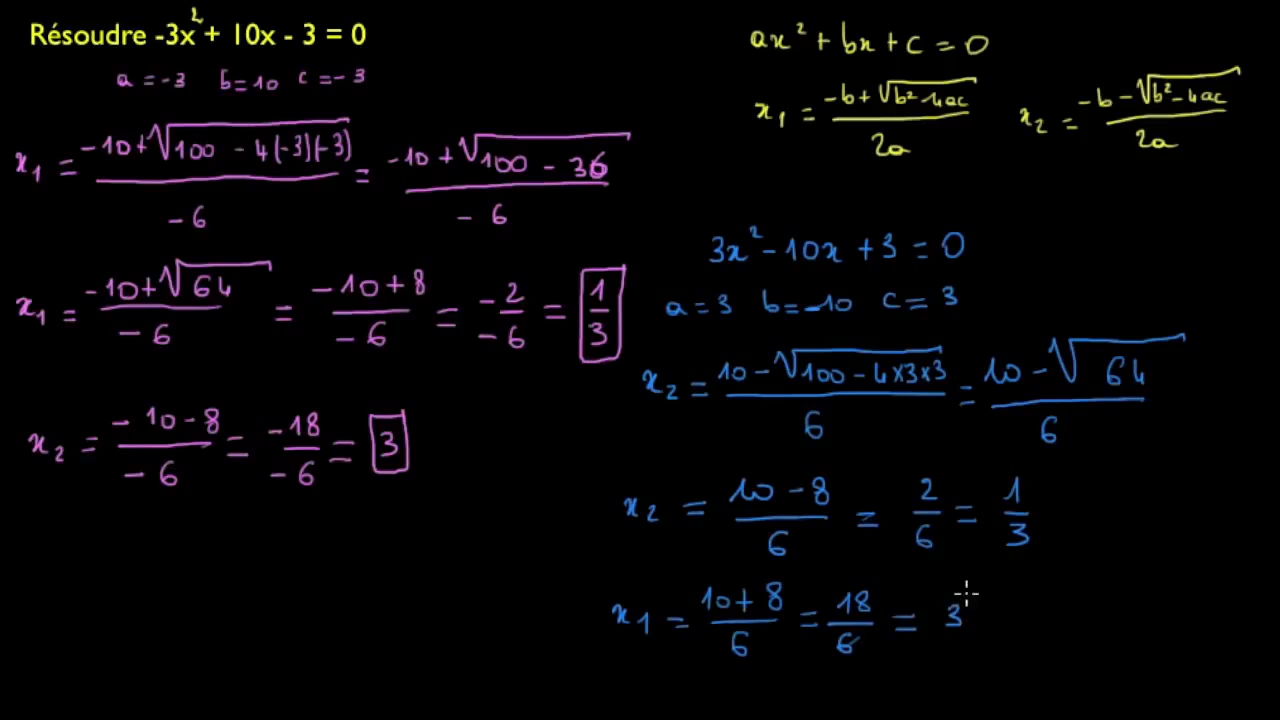 Résoudre -3x² + 10x - 3 = 0
a = -3 b = 10 c = -3
x₁ = (-10 + √(100 - 4(-3)(-3))) / -6 = (-10 + √(100 - 36)) / -6
x₁ = (-10 + √64) / -6 = (-10 + 8) / -6 = -2 / -6 = 1/3
x₂ = (-10 - 8) / -6 = -18 / -6 = 3
ax² + bx + c = 0
x₁ = (-b + √(b² - 4ac)) / 2a x₂ = (-b - √(b² - 4ac)) / 2a
3x² - 10x + 3 = 0
a = 3 b = -10 c = 3
x₂ = (10 - √(100 - 4×3×3)) / 6 = (10 - √64) / 6
x₂ = (10 - 8) / 6 = 2/6 = 1/3
x₁ = (10 + 8) / 6 = 18/6 = 3